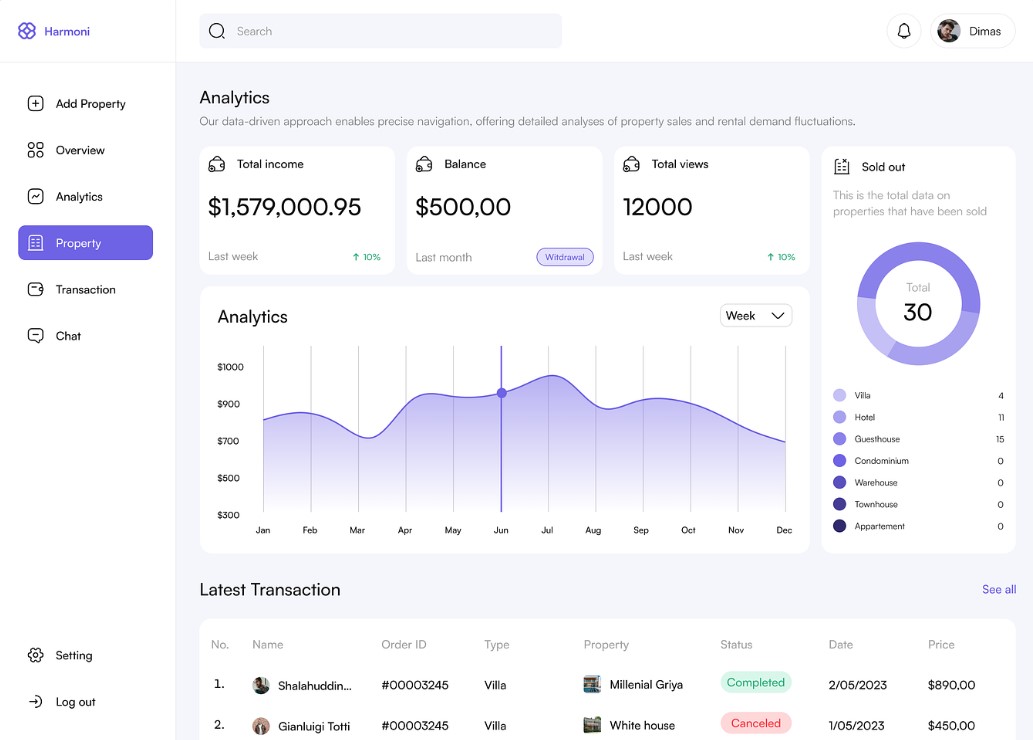 Harmoni
Search
Dimas
Add Property
Overview
Analytics
Property
Transaction
Chat
Setting
Log out
Analytics
Our data-driven approach enables precise navigation, offering detailed analyses of property sales and rental demand fluctuations.
Total income
$1,579,000.95
Last week ↑ 10%
Balance
$500,00
Last month Witdrawal
Total views
12000
Last week ↑ 10%
Sold out
This is the total data on
properties that have been sold
Total
30
Villa 4
Hotel 11
Guesthouse 15
Condominium 0
Warehouse 0
Townhouse 0
Appartement 0
Analytics
Week
$1000
$900
$700
$500
$300
Jan Feb Mar Apr May Jun Jul Aug Sep Oct Nov Dec
Latest Transaction
See all
No. Name Order ID Type Property Status Date Price
1. Shalahuddin... #00003245 Villa Millenial Griya Completed 2/05/2023 $890,00
2. Gianluigi Totti #00003245 Villa White house Canceled 1/05/2023 $450,00